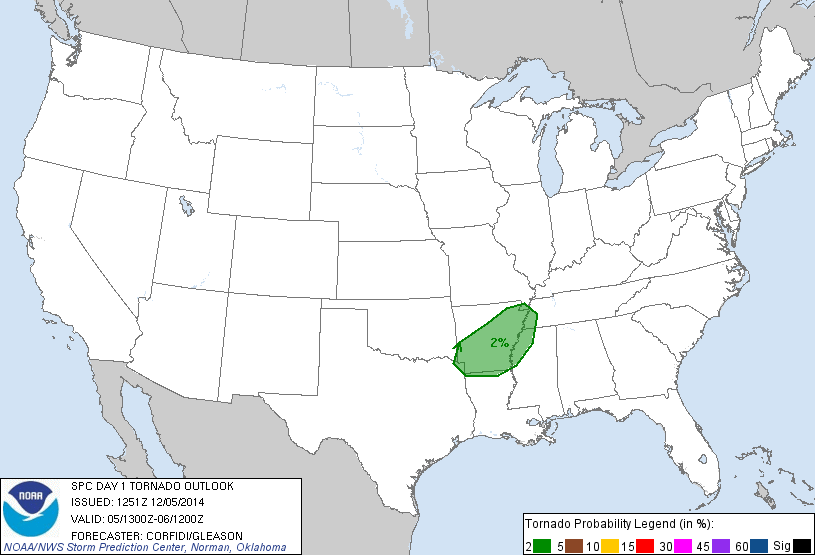 2%
NOAA
SPC DAY 1 TORNADO OUTLOOK
ISSUED: 1251Z 12/05/2014
VALID: 05/1300Z-06/1200Z
FORECASTER: CORFIDI/GLEASON
NOAA/NWS Storm Prediction Center, Norman, Oklahoma
Tornado Probability Legend (in %):
2 5 10 15 30 45 60 Sig